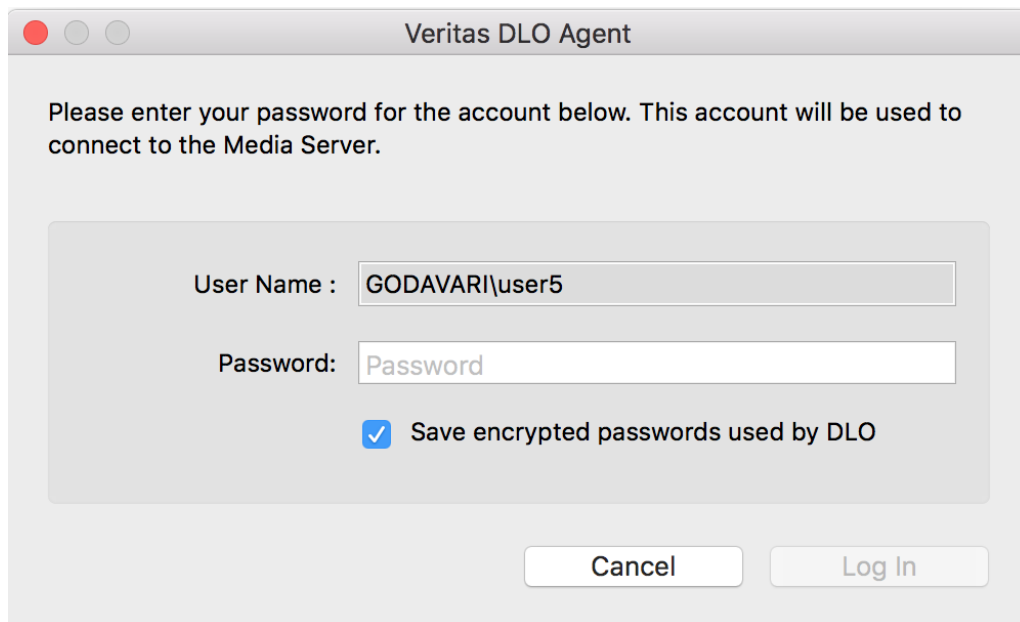 Veritas DLO Agent
Please enter your password for the account below. This account will be used to
connect to the Media Server.
User Name : GODAVARI\user5
Password: Password
Save encrypted passwords used by DLO
Cancel Log In